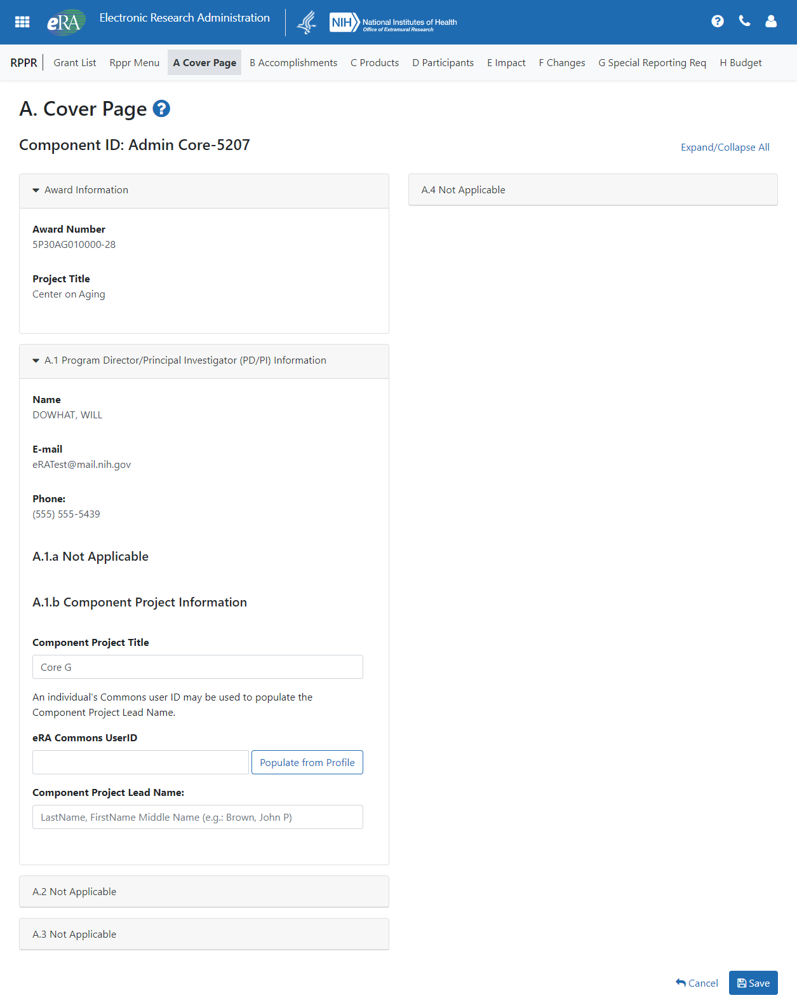 eRA
Electronic Research Administration
NIH
National Institutes of Health
Office of Extramural Research
RPPR
Grant List
Rppr Menu
A Cover Page
B Accomplishments
C Products
D Participants
E Impact
F Changes
G Special Reporting Req
H Budget
A. Cover Page
Component ID: Admin Core-5207
Expand/Collapse All
Award Information
Award Number
5P30AG010000-28
Project Title
Center on Aging
A.1 Program Director/Principal Investigator (PD/PI) Information
Name
DOWHAT, WILL
E-mail
eRATest@mail.nih.gov
Phone:
(555) 555-5439
A.1.a Not Applicable
A.1.b Component Project Information
Component Project Title
Core G
An individual's Commons user ID may be used to populate the
Component Project Lead Name.
eRA Commons UserID
Populate from Profile
Component Project Lead Name:
LastName, FirstName Middle Name (e.g.: Brown, John P)
A.2 Not Applicable
A.3 Not Applicable
A.4 Not Applicable
Cancel
Save